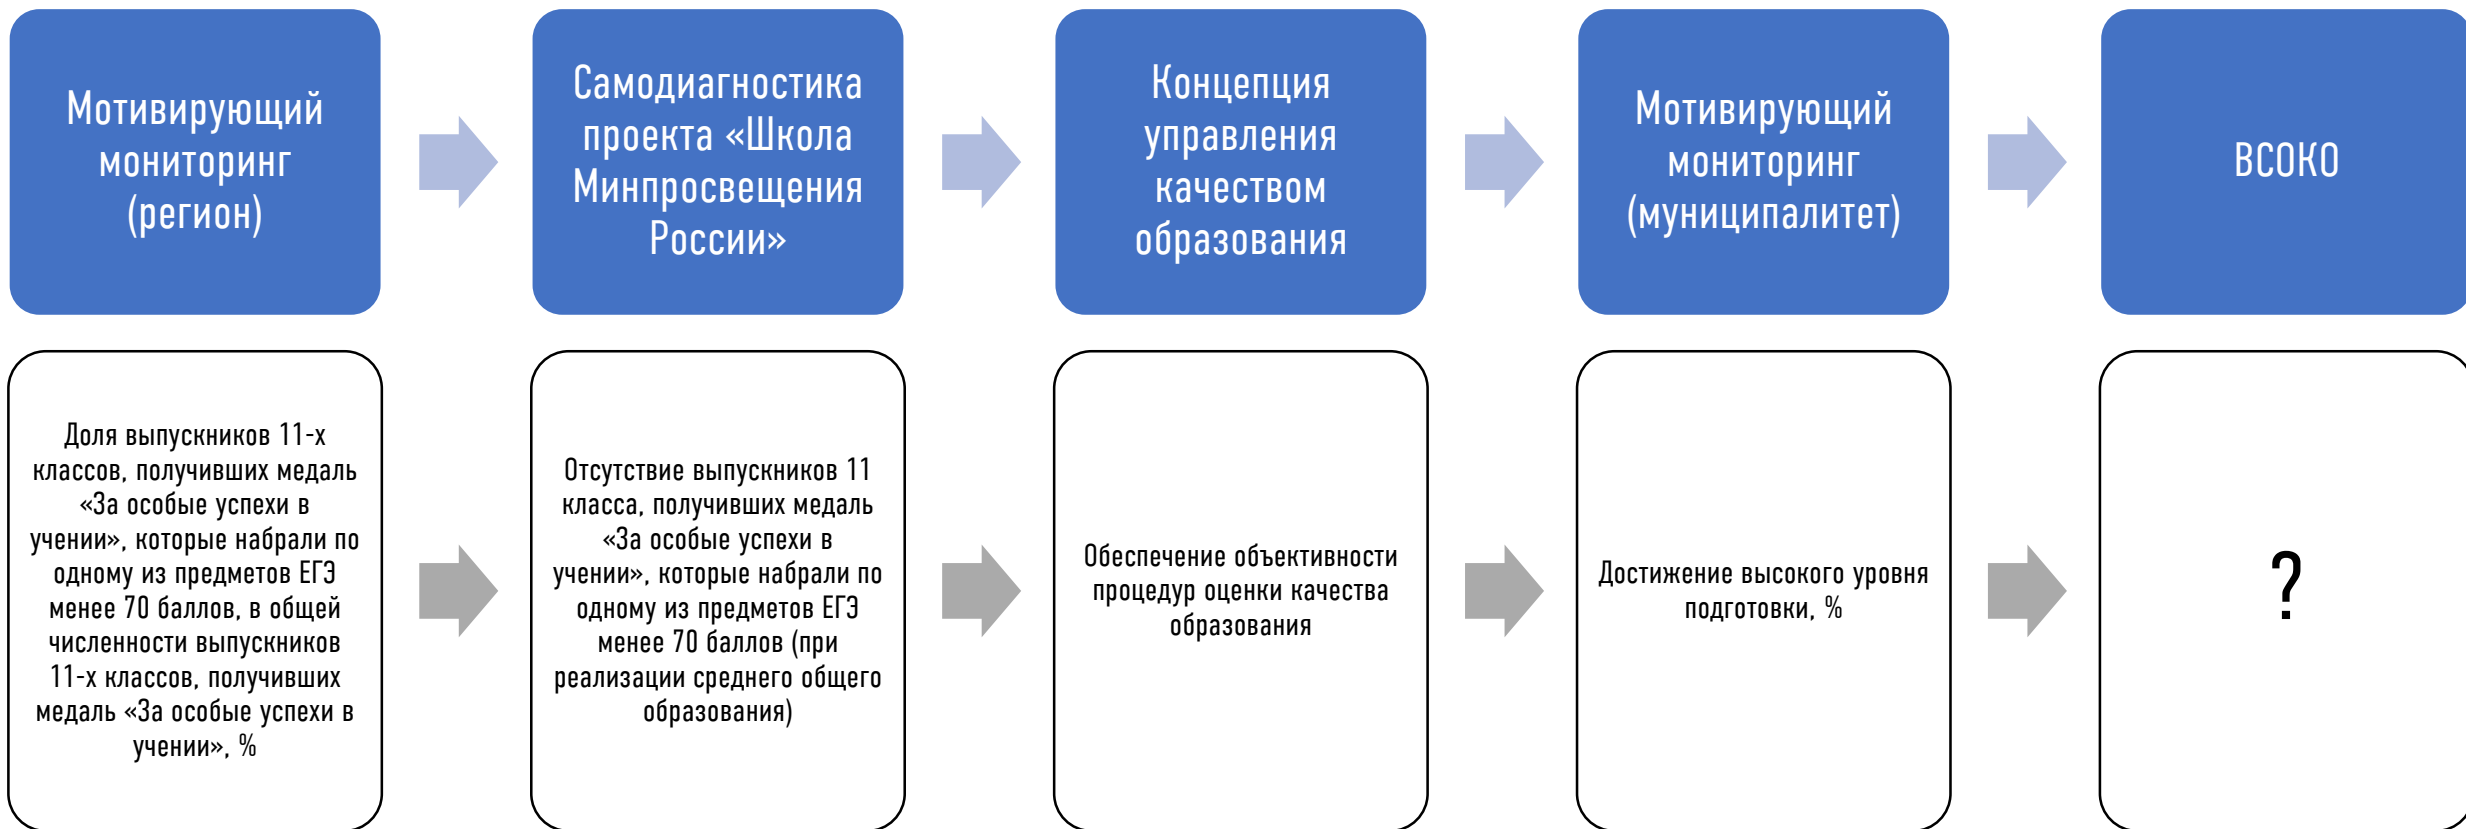 Мотивирующий
мониторинг
(регион)
Самодиагностика
проекта «Школа
Минпросвещения
России»
Концепция
управления
качеством
образования
Мотивирующий
мониторинг
(муниципалитет)
ВСОКО
Доля выпускников 11-х
классов, получивших медаль
«За особые успехи в
учении», которые набрали по
одному из предметов ЕГЭ
менее 70 баллов, в общей
численности выпускников
11-х классов, получивших
медаль «За особые успехи в
учении», %
Отсутствие выпускников 11
класса, получивших медаль
«За особые успехи в
учении», которые набрали по
одному из предметов ЕГЭ
менее 70 баллов (при
реализации среднего общего
образования)
Обеспечение объективности
процедур оценки качества
образования
Достижение высокого уровня
подготовки, %
?